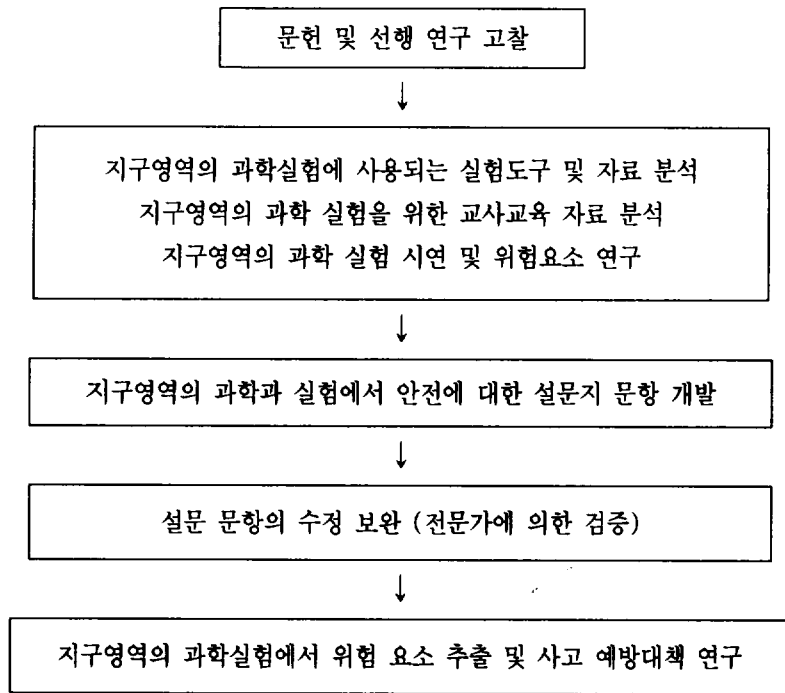 문헌 및 선행 연구 고찰
↓
지구영역의 과학실험에 사용되는 실험도구 및 자료 분석
지구영역의 과학 실험을 위한 교사교육 자료 분석
지구영역의 과학 실험 시연 및 위험요소 연구
↓
지구영역의 과학과 실험에서 안전에 대한 설문지 문항 개발
↓
설문 문항의 수정 보완 (전문가에 의한 검증)
↓
지구영역의 과학실험에서 위험 요소 추출 및 사고 예방대책 연구